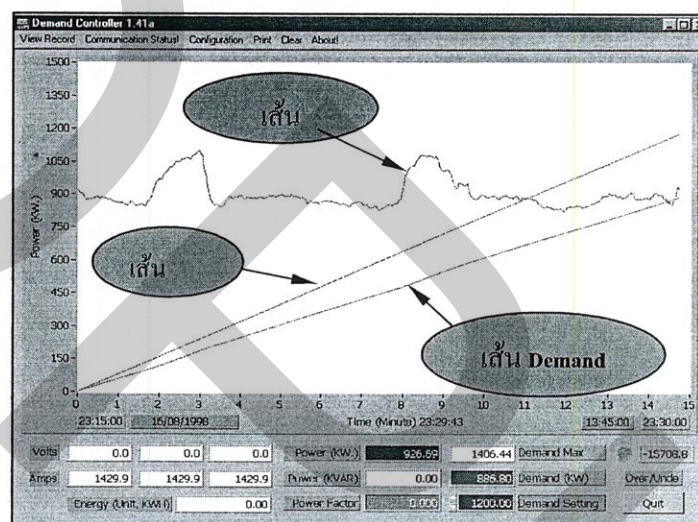 Demand Controller 1.41a
View Record Communication Status! Configuration Print Clear About!
1500
1350
1200
1050
900
750
600
450
300
150
0
Power (KW.)
เส้น
เส้น
เส้น Demand
0 1 2 3 4 5 6 7 8 9 10 11 12 13 14 15
23:15:00 16/08/1998 Time (Minute) 23:29:43 13:45:00 23:30:00
Volts 0.0 0.0 0.0 Power (KW.) 926.69 1406.44 Demand Max -15708.8
Amps 1429.9 1429.9 1429.9 Power (KVAR) 0.00 885.80 Demand (KW) Over/Unde
Energy (Unit, KWH) 0.00 Power Factor 0.000 1200.00 Demand Setting Quit